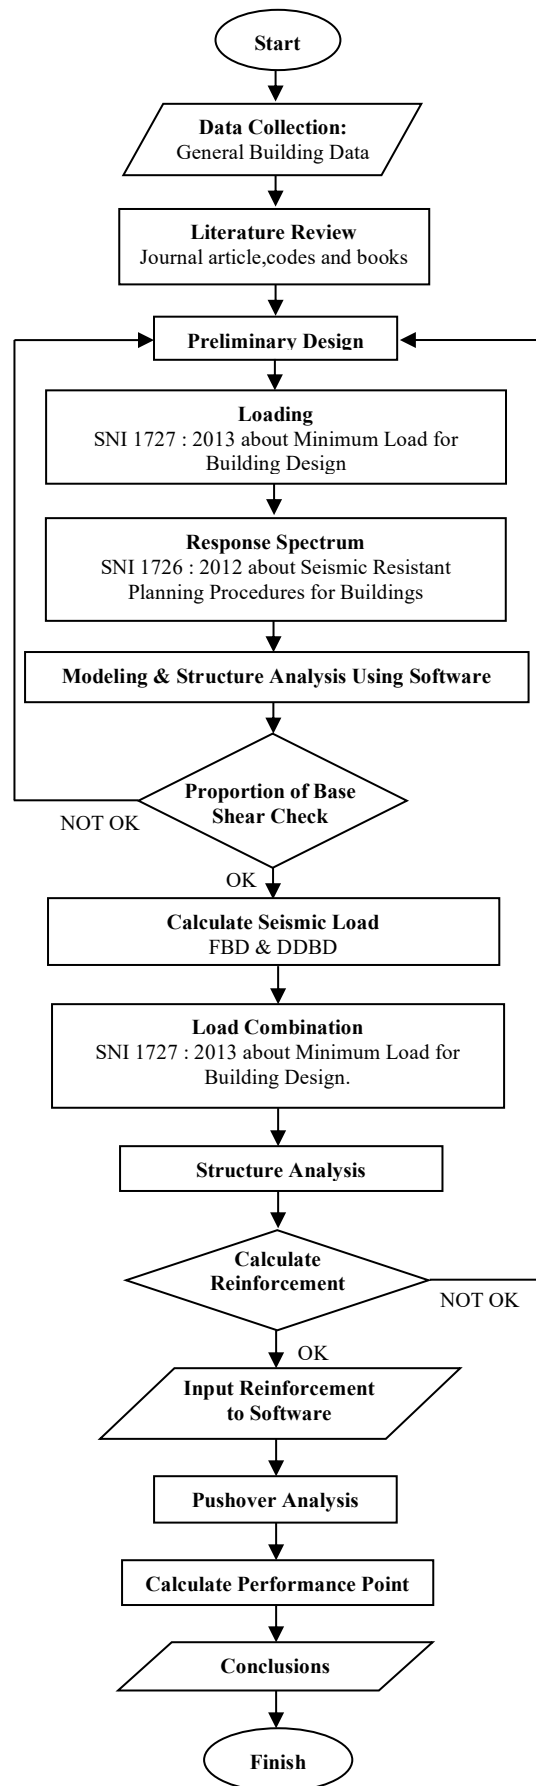 Start
Data Collection:
General Building Data
Literature Review
Journal article,codes and books
Preliminary Design
Loading
SNI 1727 : 2013 about Minimum Load for
Building Design
Response Spectrum
SNI 1726 : 2012 about Seismic Resistant
Planning Procedures for Buildings
Modeling & Structure Analysis Using Software
Proportion of Base
Shear Check
NOT OK
OK
Calculate Seismic Load
FBD & DDBD
Load Combination
SNI 1727 : 2013 about Minimum Load for
Building Design.
Structure Analysis
Calculate
Reinforcement
NOT OK
OK
Input Reinforcement
to Software
Pushover Analysis
Calculate Performance Point
Conclusions
Finish